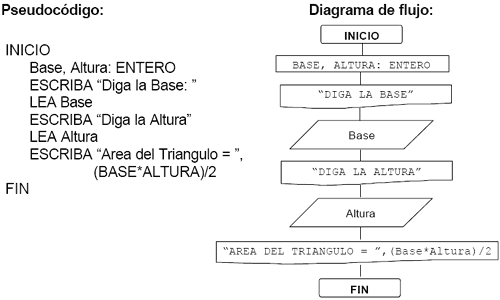 Pseudocódigo:
INICIO
Base, Altura: ENTERO
ESCRIBA “Diga la Base: ”
LEA Base
ESCRIBA “Diga la Altura”
LEA Altura
ESCRIBA “Area del Triangulo = ”,
(BASE*ALTURA)/2
FIN
Diagrama de flujo:
INICIO
BASE, ALTURA: ENTERO
“DIGA LA BASE”
Base
“DIGA LA ALTURA”
Altura
“AREA DEL TRIANGULO = ”,(Base*Altura)/2
FIN